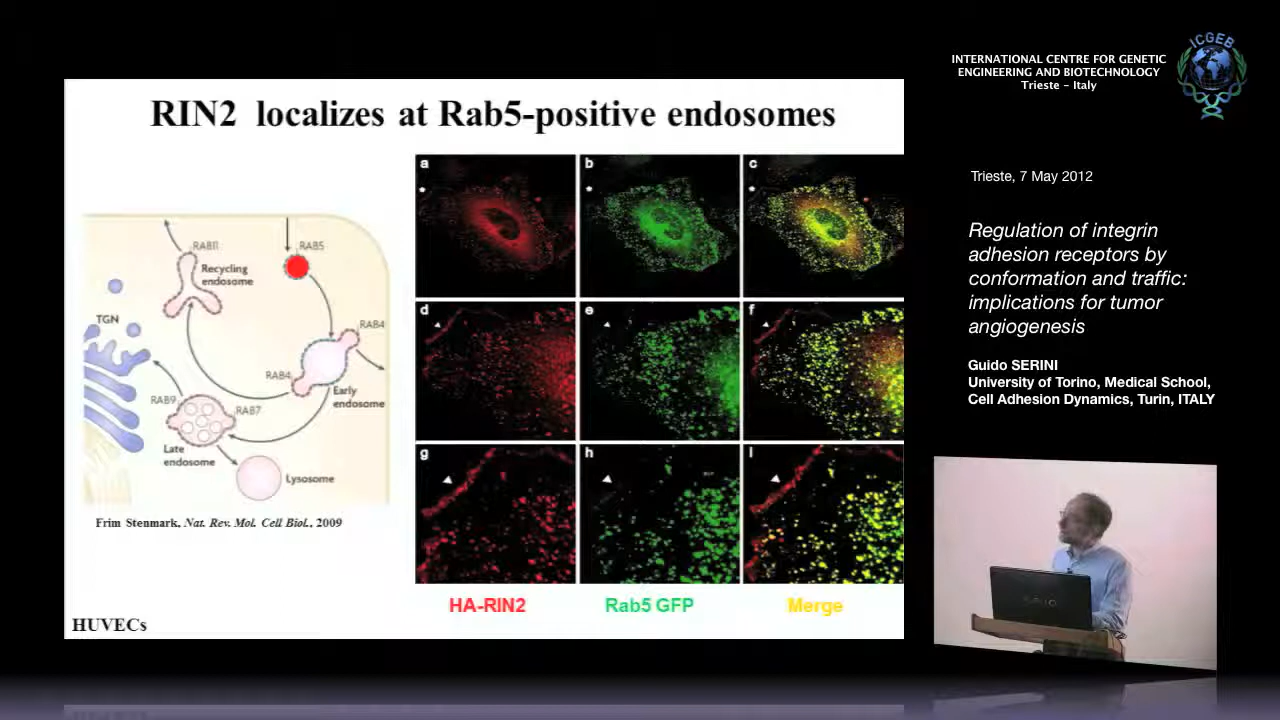 RIN2 localizes at Rab5-positive endosomes
RAB11
Recycling
endosome
RAB5
TGN
RAB4
RAB4
Early
endosome
RAB9
RAB7
Late
endosome
Lysosome
Frim Stenmark, Nat. Rev. Mol. Cell Biol., 2009
HUVECs
a
b
c
*
*
*
d
e
f
g
h
I
HA-RIN2
Rab5 GFP
Merge
INTERNATIONAL CENTRE FOR GENETIC
ENGINEERING AND BIOTECHNOLOGY
Trieste – Italy
ICGEB
Trieste, 7 May 2012
Regulation of integrin
adhesion receptors by
conformation and traffic:
implications for tumor
angiogenesis
Guido SERINI
University of Torino, Medical School,
Cell Adhesion Dynamics, Turin, ITALY
VAIO